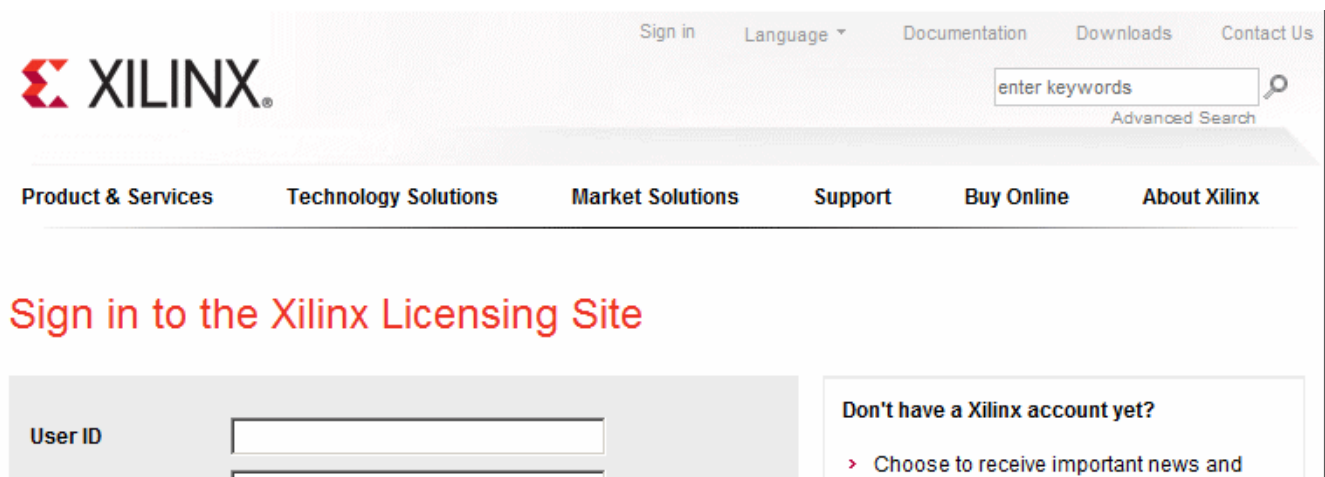 Sign in Language Documentation Downloads Contact Us
XILINX®
enter keywords
Advanced Search
Product & Services Technology Solutions Market Solutions Support Buy Online About Xilinx
Sign in to the Xilinx Licensing Site
Don't have a Xilinx account yet?
User ID
Choose to receive important news and